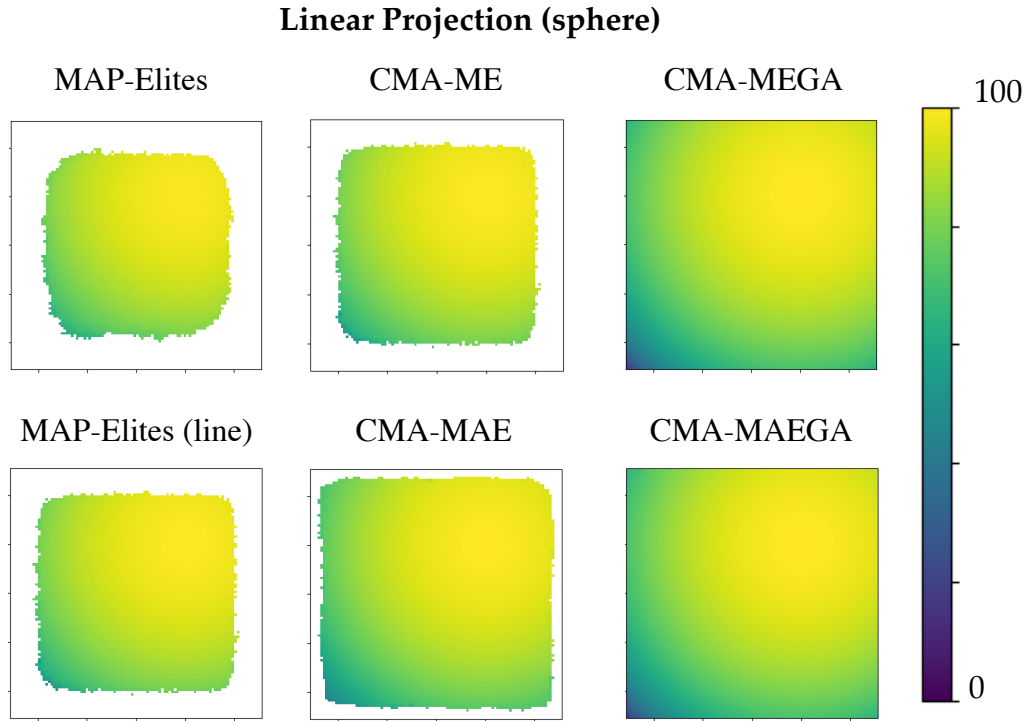 Linear Projection (sphere)
MAP-Elites
CMA-ME
CMA-MEGA
100
MAP-Elites (line)
CMA-MAE
CMA-MAEGA
0